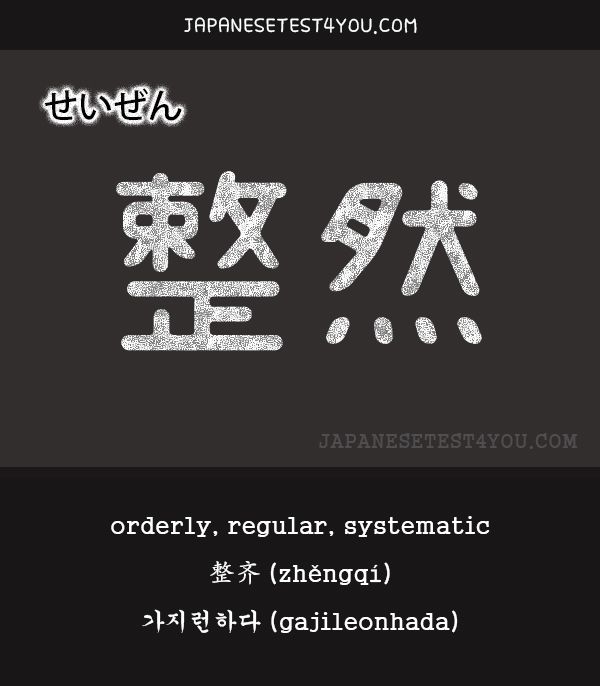 JAPANESETEST4YOU.COM
せいぜん
整然
JAPANESETEST4YOU.COM
orderly, regular, systematic
整齐 (zhěngqí)
가지런하다 (gajileonhada)